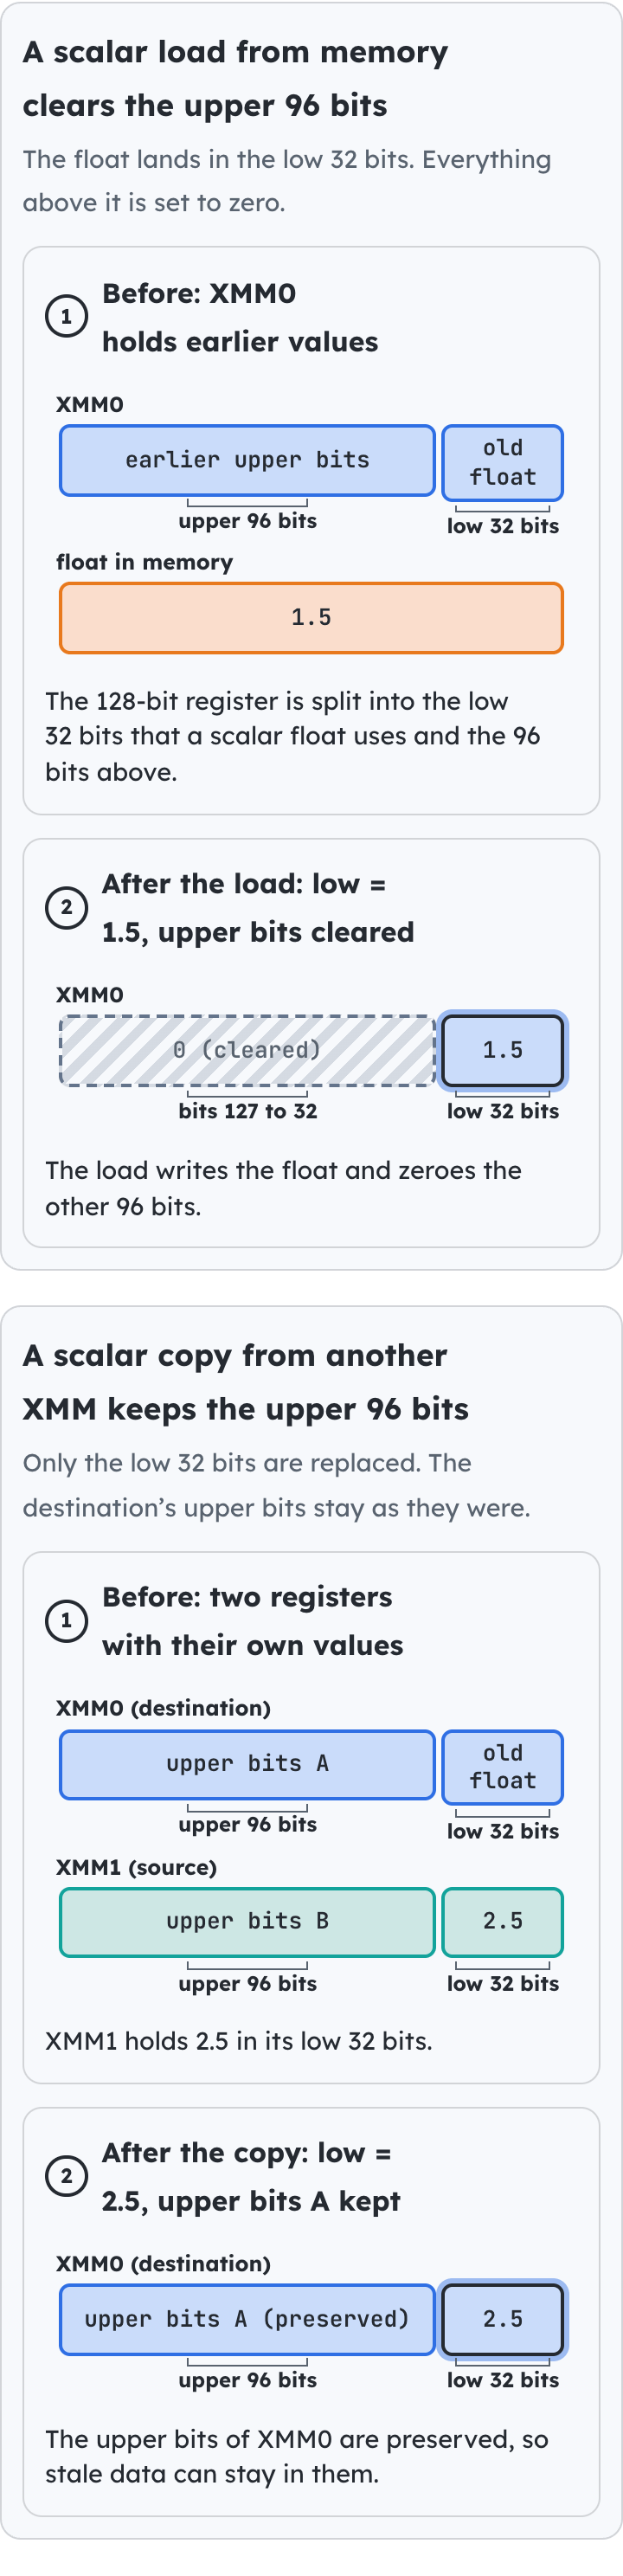 A scalar load from memory
clears the upper 96 bits
The float lands in the low 32 bits. Everything
above it is set to zero.
1
Before: XMM0
holds earlier values
XMM0
earlier upper bits
old
float
upper 96 bits
low 32 bits
float in memory
1.5
The 128-bit register is split into the low
32 bits that a scalar float uses and the 96
bits above.
2
After the load: low =
1.5, upper bits cleared
XMM0
0 (cleared)
1.5
bits 127 to 32
low 32 bits
The load writes the float and zeroes the
other 96 bits.
A scalar copy from another
XMM keeps the upper 96 bits
Only the low 32 bits are replaced. The
destination’s upper bits stay as they were.
1
Before: two registers
with their own values
XMM0 (destination)
upper bits A
old
float
upper 96 bits
low 32 bits
XMM1 (source)
upper bits B
2.5
upper 96 bits
low 32 bits
XMM1 holds 2.5 in its low 32 bits.
2
After the copy: low =
2.5, upper bits A kept
XMM0 (destination)
upper bits A (preserved)
2.5
upper 96 bits
low 32 bits
The upper bits of XMM0 are preserved, so
stale data can stay in them.